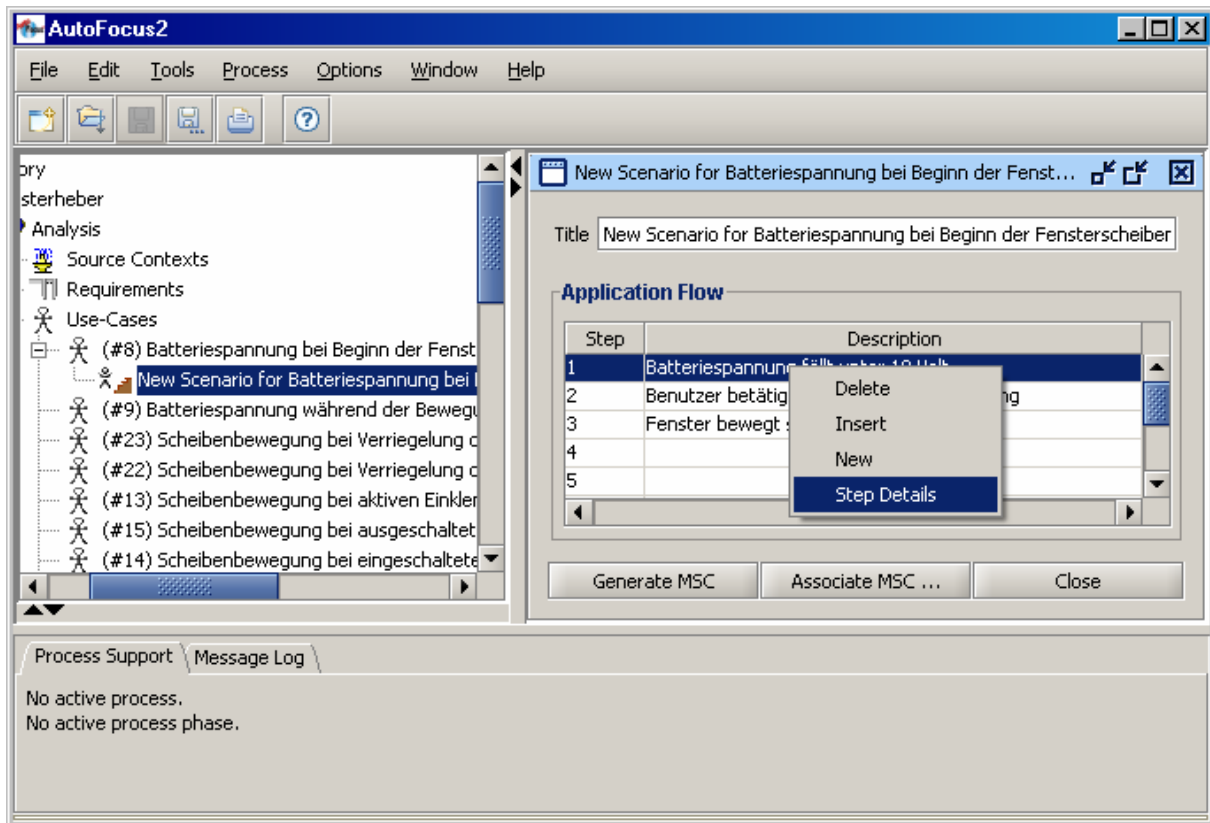 AutoFocus2
File Edit Tools Process Options Window Help
ory
sterheber
Analysis
Source Contexts
Requirements
Use-Cases
(#8) Batteriespannung bei Beginn der Fenst
New Scenario for Batteriespannung bei
(#9) Batteriespannung während der Bewegu
(#23) Scheibenbewegung bei Verriegelung d
(#22) Scheibenbewegung bei Verriegelung d
(#13) Scheibenbewegung bei aktiven Einkler
(#15) Scheibenbewegung bei ausgeschaltet
(#14) Scheibenbewegung bei eingeschaltete
New Scenario for Batteriespannung bei Beginn der Fenst...
Title New Scenario for Batteriespannung bei Beginn der Fensterscheiber
Application Flow
Step Description
1 Batteriespannung fällt unter 10
2 Benutzer betätig ng
3 Fenster bewegt s
4
5
Delete
Insert
New
Step Details
Generate MSC Associate MSC ... Close
Process Support Message Log
No active process.
No active process phase.